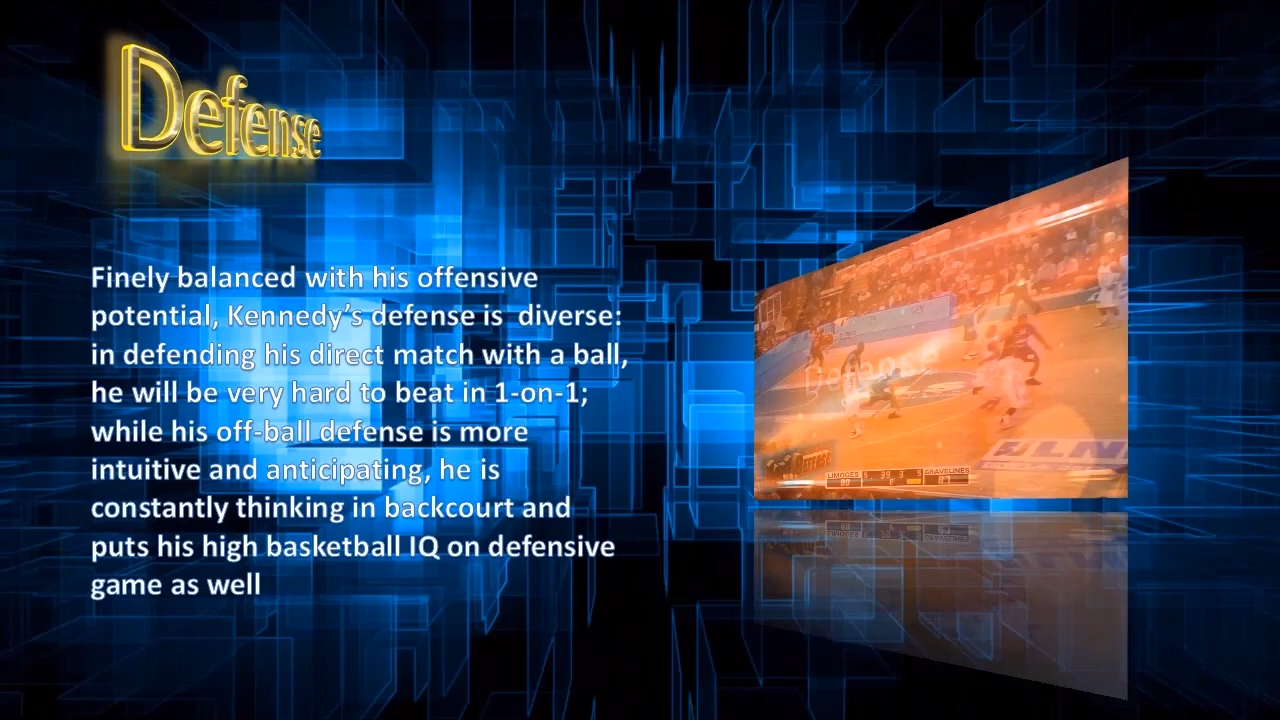 Defense
Finely balanced with his offensive
potential, Kennedy’s defense is  diverse:
in defending his direct match with a ball,
he will be very hard to beat in 1-on-1;
while his off-ball defense is more
intuitive and anticipating, he is
constantly thinking in backcourt and
puts his high basketball IQ on defensive
game as well
Defense
LIMOGES GRAVELINES
80